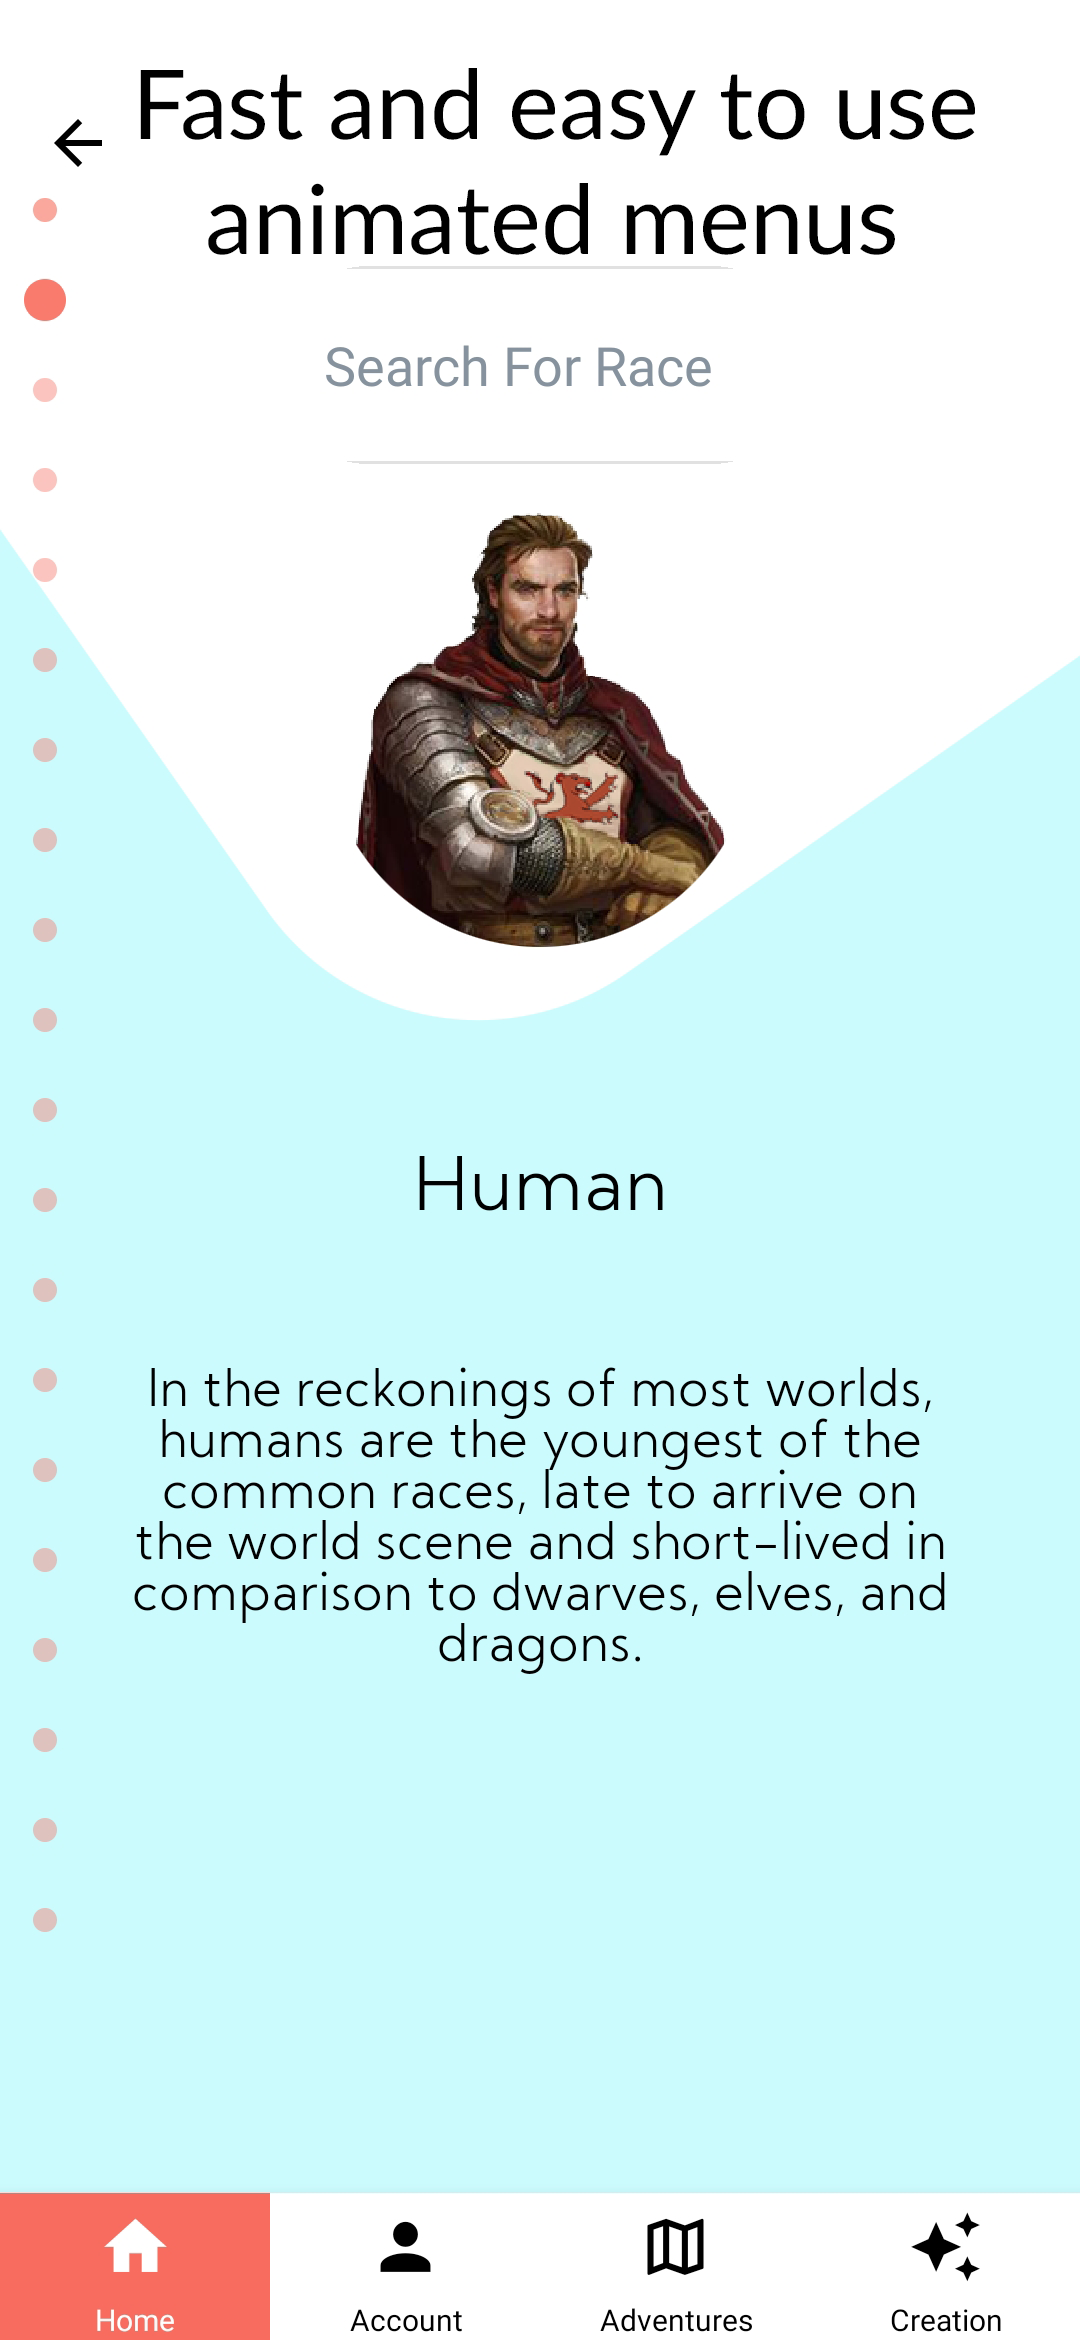 Fast and easy to use
animated menus
Search For Race
Human
In the reckonings of most worlds,
humans are the youngest of the
common races, late to arrive on
the world scene and short-lived in
comparison to dwarves, elves, and
dragons.
Home
Account
Adventures
Creation